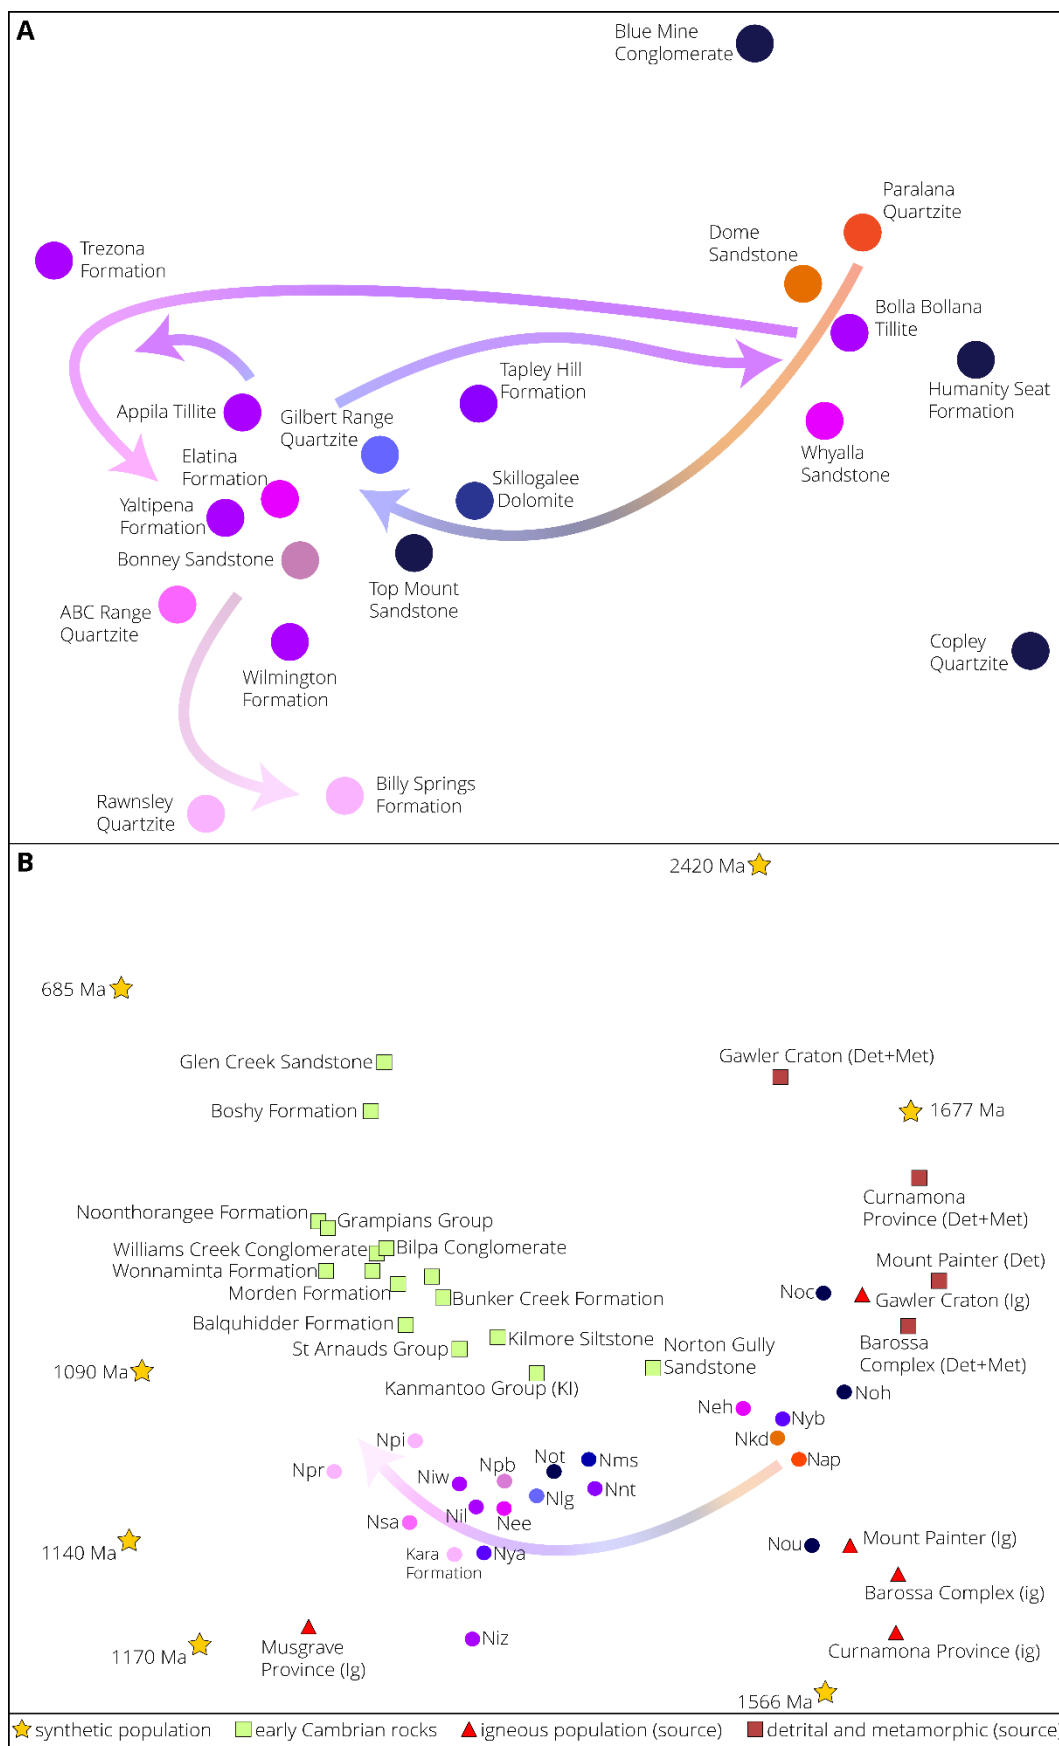 A
Blue Mine
Conglomerate
Paralana
Quartzite
Dome
Sandstone
Trezona
Formation
Bolla Bollana
Tillite
Tapley Hill
Formation
Humanity Seat
Formation
Appila Tillite
Gilbert Range
Quartzite
Whyalla
Sandstone
Elatina
Formation
Skillogalee
Dolomite
Yaltipena
Formation
Bonney Sandstone
Top Mount
Sandstone
ABC Range
Quartzite
Copley
Quartzite
Wilmington
Formation
Billy Springs
Formation
Rawnsley
Quartzite
B
2420 Ma
685 Ma
Glen Creek Sandstone
Gawler Craton (Det+Met)
Boshy Formation
1677 Ma
Curnamona
Province (Det+Met)
Noonthorangee Formation
Grampians Group
Williams Creek Conglomerate
Bilpa Conglomerate
Wonnaminta Formation
Mount Painter (Det)
Morden Formation
Bunker Creek Formation
Noc
Gawler Craton (Ig)
Balquhidder Formation
Kilmore Siltstone
St Arnauds Group
Norton Gully
Sandstone
Barossa
Complex (Det+Met)
1090 Ma
Kanmantoo Group (KI)
Noh
Neh
Nyb
Nkd
Npi
Nap
Npr
Niw
Npb
Not
Nms
Nlg
Nnt
Nil
Nee
Nsa
1140 Ma
Kara
Formation
Nya
Nou
Mount Painter (Ig)
Barossa Complex (ig)
1170 Ma
Musgrave
Province (Ig)
Niz
Curnamona Province (ig)
1566 Ma
synthetic population
early Cambrian rocks
igneous population (source)
detrital and metamorphic (source)